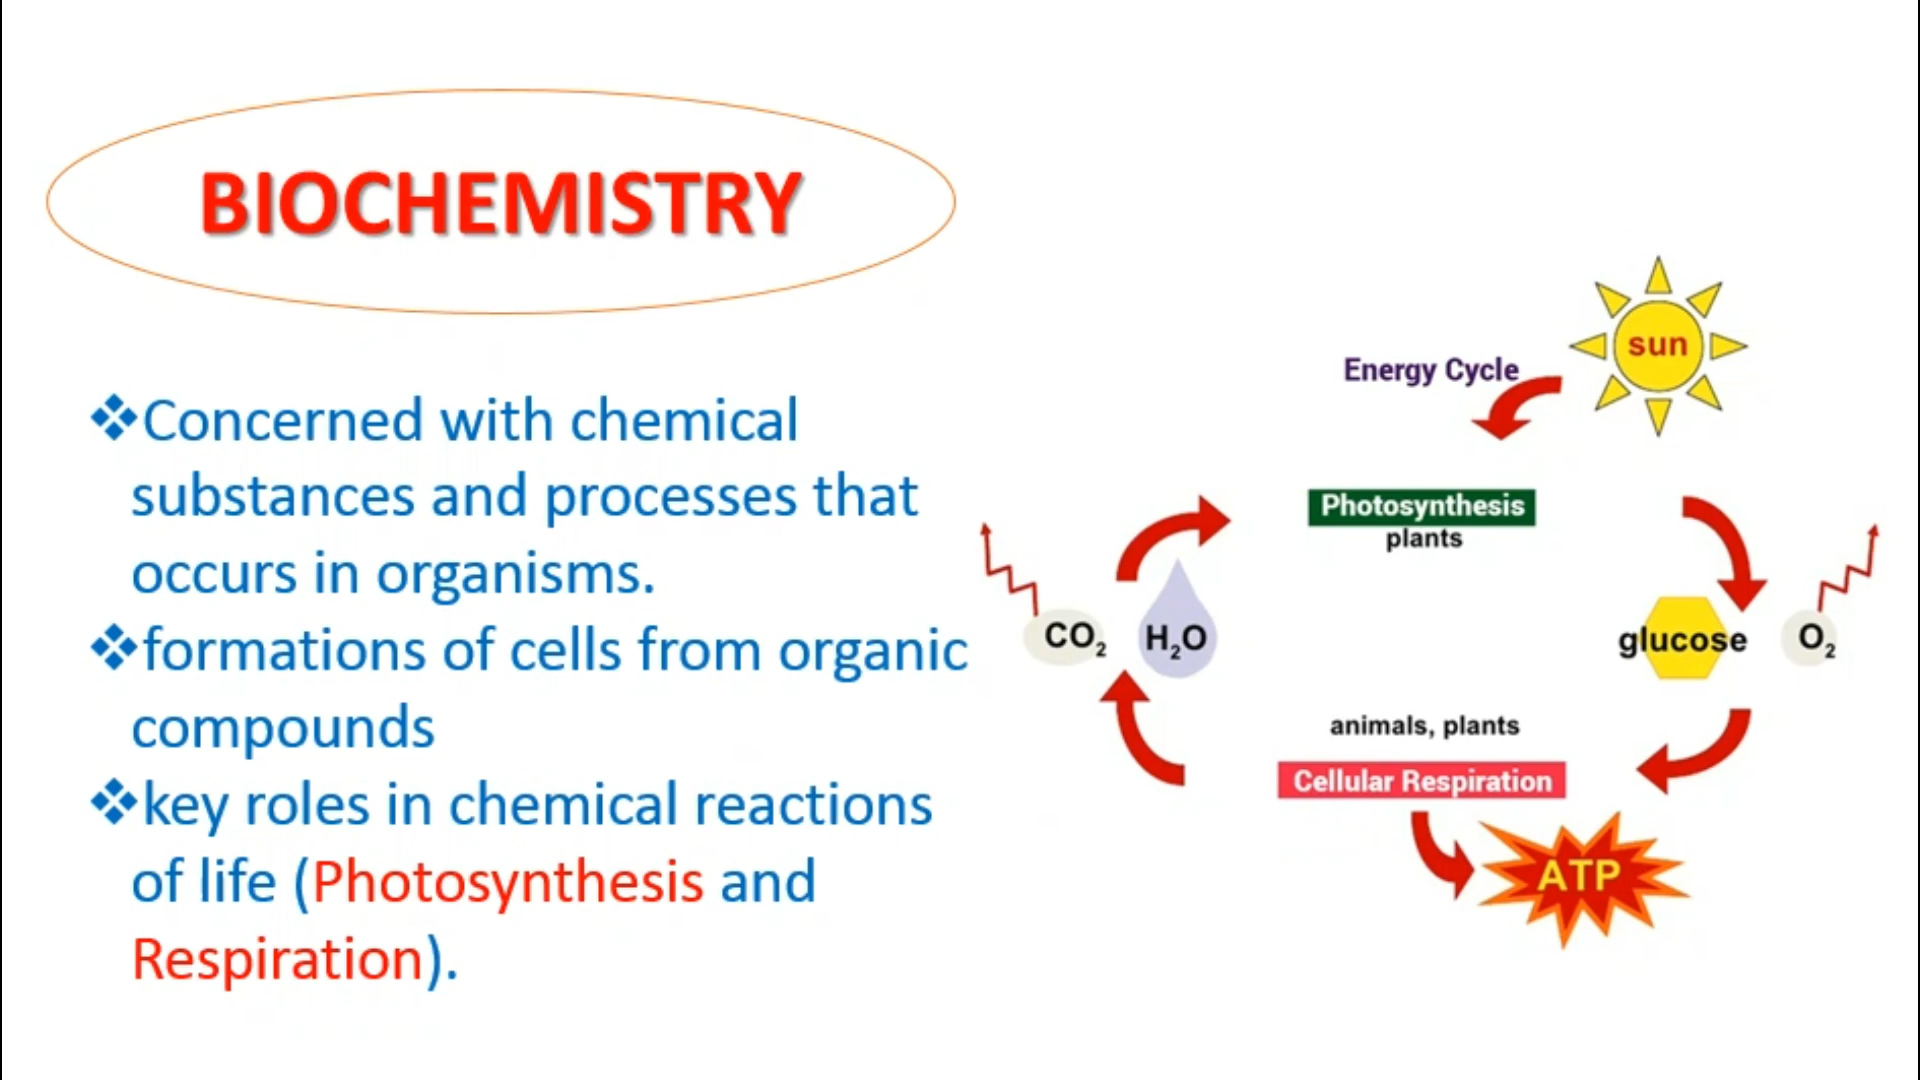 BIOCHEMISTRY
❖Concerned with chemical
substances and processes that
occurs in organisms.
❖formations of cells from organic
compounds
❖key roles in chemical reactions
of life (Photosynthesis and
Respiration).
sun
Energy Cycle
Photosynthesis
plants
CO₂
H₂O
glucose
O₂
animals, plants
Cellular Respiration
ATP